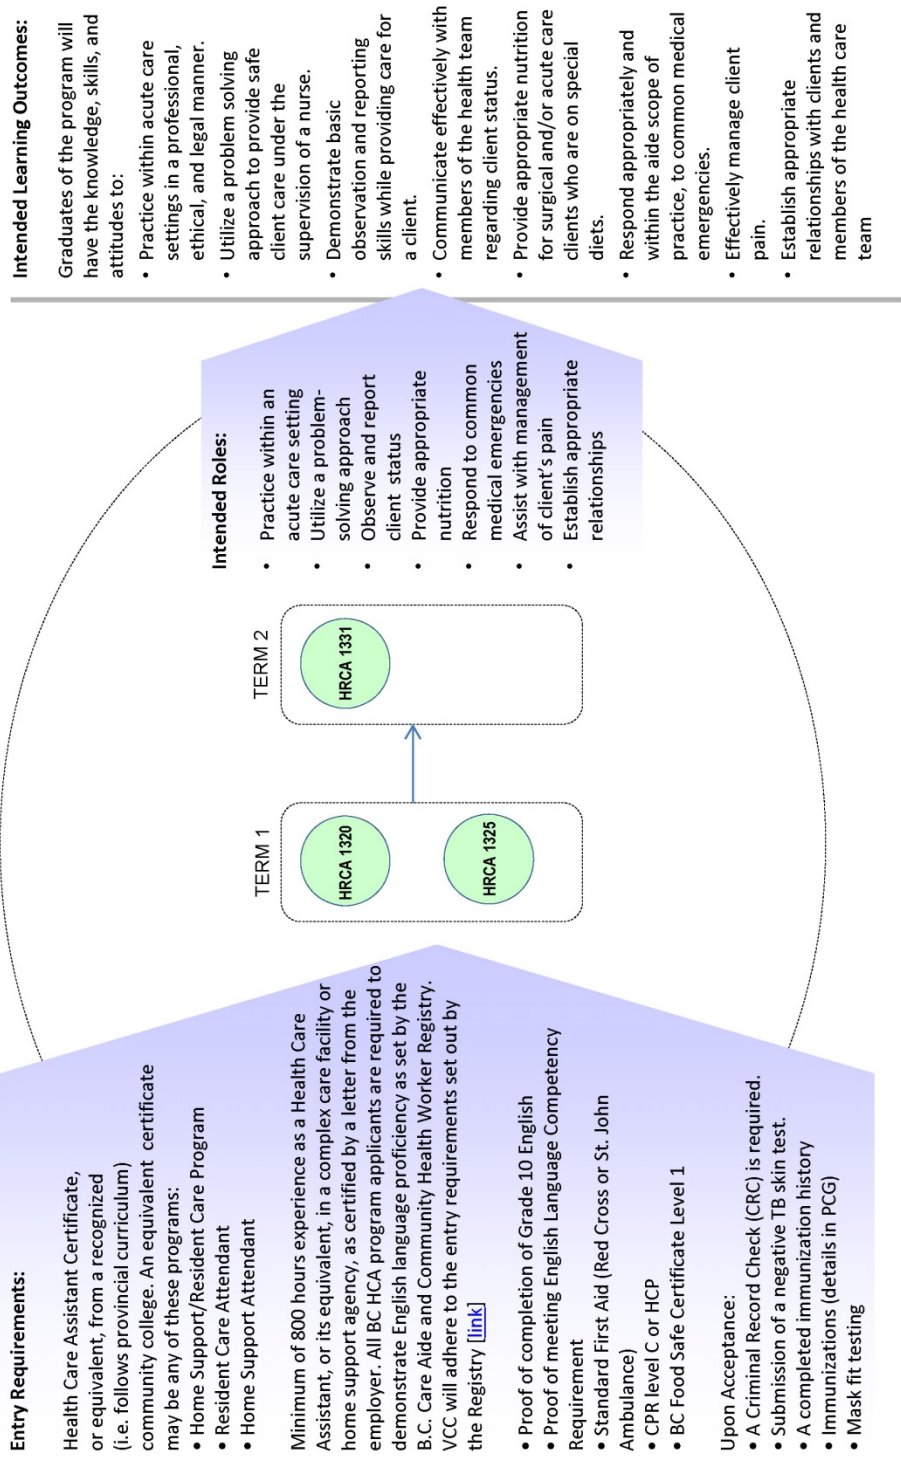 Entry Requirements:
Health Care Assistant Certificate,
or equivalent, from a recognized
(i.e. follows provincial curriculum)
community college. An equivalent certificate
may be any of these programs:
• Home Support/Resident Care Program
• Resident Care Attendant
• Home Support Attendant
Minimum of 800 hours experience as a Health Care
Assistant, or its equivalent, in a complex care facility or
home support agency, as certified by a letter from the
employer. All BC HCA program applicants are required to
demonstrate English language proficiency as set by the
B.C. Care Aide and Community Health Worker Registry.
VCC will adhere to the entry requirements set out by
the Registry [link]
• Proof of completion of Grade 10 English
• Proof of meeting English Language Competency
Requirement
• Standard First Aid (Red Cross or St. John
Ambulance)
• CPR level C or HCP
• BC Food Safe Certificate Level 1
Upon Acceptance:
• A Criminal Record Check (CRC) is required.
• Submission of a negative TB skin test.
• A completed immunization history
• Immunizations (details in PCG)
• Mask fit testing
TERM 1
HRCA 1320
HRCA 1325
TERM 2
HRCA 1331
Intended Roles:
• Practice within an
acute care setting
• Utilize a problem-
solving approach
• Observe and report
client status
• Provide appropriate
nutrition
• Respond to common
medical emergencies
• Assist with management
of client's pain
• Establish appropriate
relationships
Intended Learning Outcomes:
Graduates of the program will
have the knowledge, skills, and
attitudes to:
• Practice within acute care
settings in a professional,
ethical, and legal manner.
• Utilize a problem solving
approach to provide safe
client care under the
supervision of a nurse.
• Demonstrate basic
observation and reporting
skills while providing care for
a client.
• Communicate effectively with
members of the health team
regarding client status.
• Provide appropriate nutrition
for surgical and/or acute care
clients who are on special
diets.
• Respond appropriately and
within the aide scope of
practice, to common medical
emergencies.
• Effectively manage client
pain.
• Establish appropriate
relationships with clients and
members of the health care
team